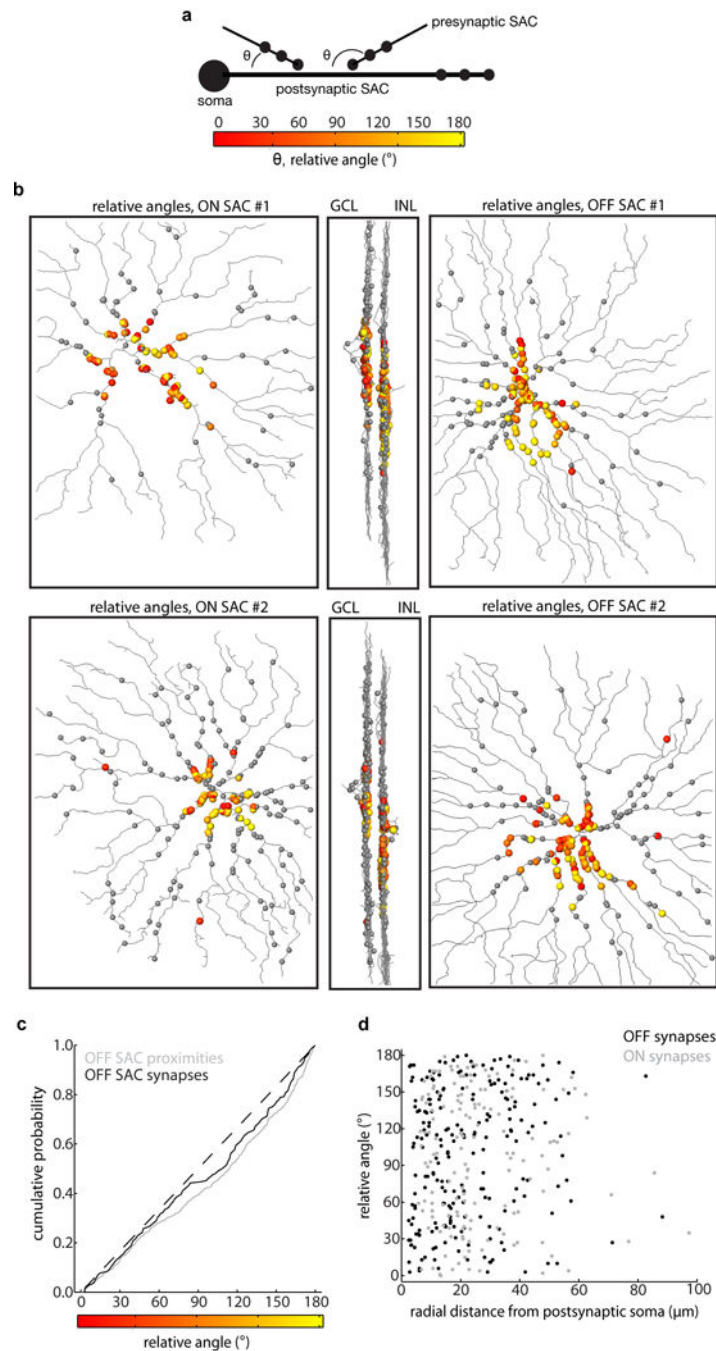 a
presynaptic SAC
θ
θ
soma
postsynaptic SAC
0 30 60 90 120 150 180
θ, relative angle (°)
b
relative angles, ON SAC #1
GCL INL
relative angles, OFF SAC #1
relative angles, ON SAC #2
GCL INL
relative angles, OFF SAC #2
c
OFF SAC proximities
OFF SAC synapses
cumulative probability
1.0
0.8
0.6
0.4
0.2
0.0
0 30 60 90 120 150 180
relative angle (°)
d
OFF synapses
ON synapses
relative angle (°)
180
150
120
90
60
30
0
0 20 40 60 80 100
radial distance from postsynaptic soma (µm)